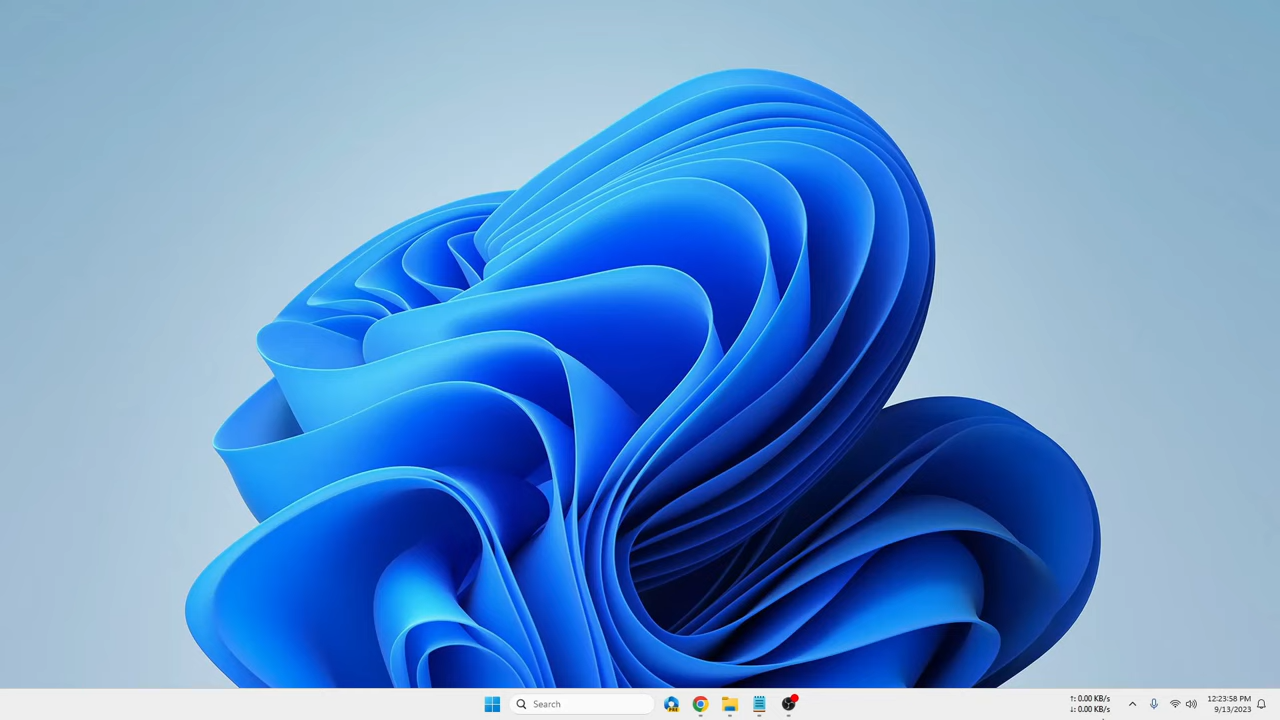 Search
↑: 0.00 KB/s
↓: 0.00 KB/s
12:23:58 PM
9/13/2023